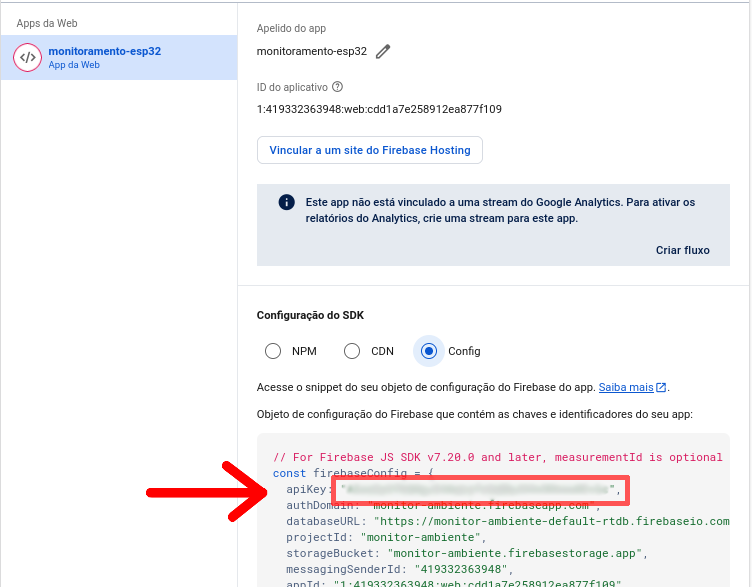 Apps da Web
monitoramento-esp32
App da Web
Apelido do app
monitoramento-esp32
ID do aplicativo
1:419332363948:web:cdd1a7e258912ea877f109
Vincular a um site do Firebase Hosting
Este app não está vinculado a uma stream do Google Analytics. Para ativar os
relatórios do Analytics, crie uma stream para este app.
Criar fluxo
Configuração do SDK
NPM
CDN
Config
Acesse o snippet do seu objeto de configuração do Firebase do app. Saiba mais.
Objeto de configuração do Firebase que contém as chaves e identificadores do seu app:
// For Firebase JS SDK v7.20.0 and later, measurementId is optional
const firebaseConfig = {
apiKey: "",
authDomain: "monitor-ambiente.firebaseapp.com",
databaseURL: "https://monitor-ambiente-default-rtdb.firebaseio.com
projectId: "monitor-ambiente",
storageBucket: "monitor-ambiente.firebasestorage.app",
messagingSenderId: "419332363948",
appId: "1:419332363948:web:cdd1a7e258912ea877f109"